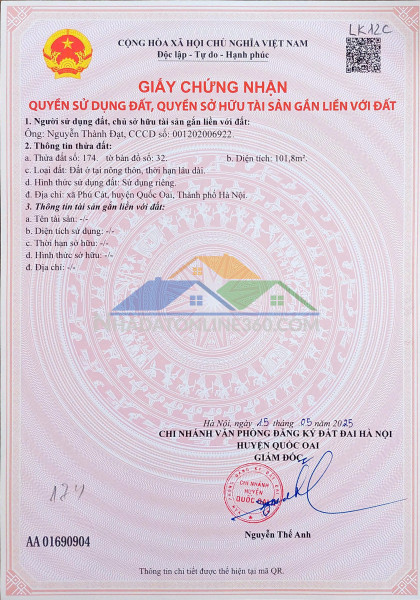 CỘNG HÒA XÃ HỘI CHỦ NGHĨA VIỆT NAM
Độc lập - Tự do - Hạnh phúc
LK12C
GIẤY CHỨNG NHẬN
QUYỀN SỬ DỤNG ĐẤT, QUYỀN SỞ HỮU TÀI SẢN GẮN LIỀN VỚI ĐẤT
1. Người sử dụng đất, chủ sở hữu tài sản gắn liền với đất:
Ông: Nguyễn Thành Đạt, CCCD số: 001202006922.
2. Thông tin thửa đất:
a. Thửa đất số: 174. tờ bản đồ số: 32. b. Diện tích: 101,8m².
c. Loại đất: Đất ở tại nông thôn, thời hạn lâu dài.
d. Hình thức sử dụng đất: Sử dụng riêng.
đ. Địa chỉ: xã Phú Cát, huyện Quốc Oai, Thành phố Hà Nội.
3. Thông tin tài sản gắn liền với đất:
a. Tên tài sản: -/-
b. Diện tích sử dụng: -/-
c. Thời hạn sở hữu: -/-
d. Hình thức sở hữu: -/-
đ. Địa chỉ: -/-
NHADATONLINE360.COM
Hà Nội, ngày 15 tháng 05 năm 2025
CHI NHÁNH VĂN PHÒNG ĐĂNG KÝ ĐẤT ĐAI HÀ NỘI
HUYỆN QUỐC OAI
GIÁM ĐỐC
CHI NHÁNH
HUYỆN
QUỐC OAI
174
Nguyễn Thế Anh
AA 01690904
Thông tin chi tiết được thể hiện tại mã QR.